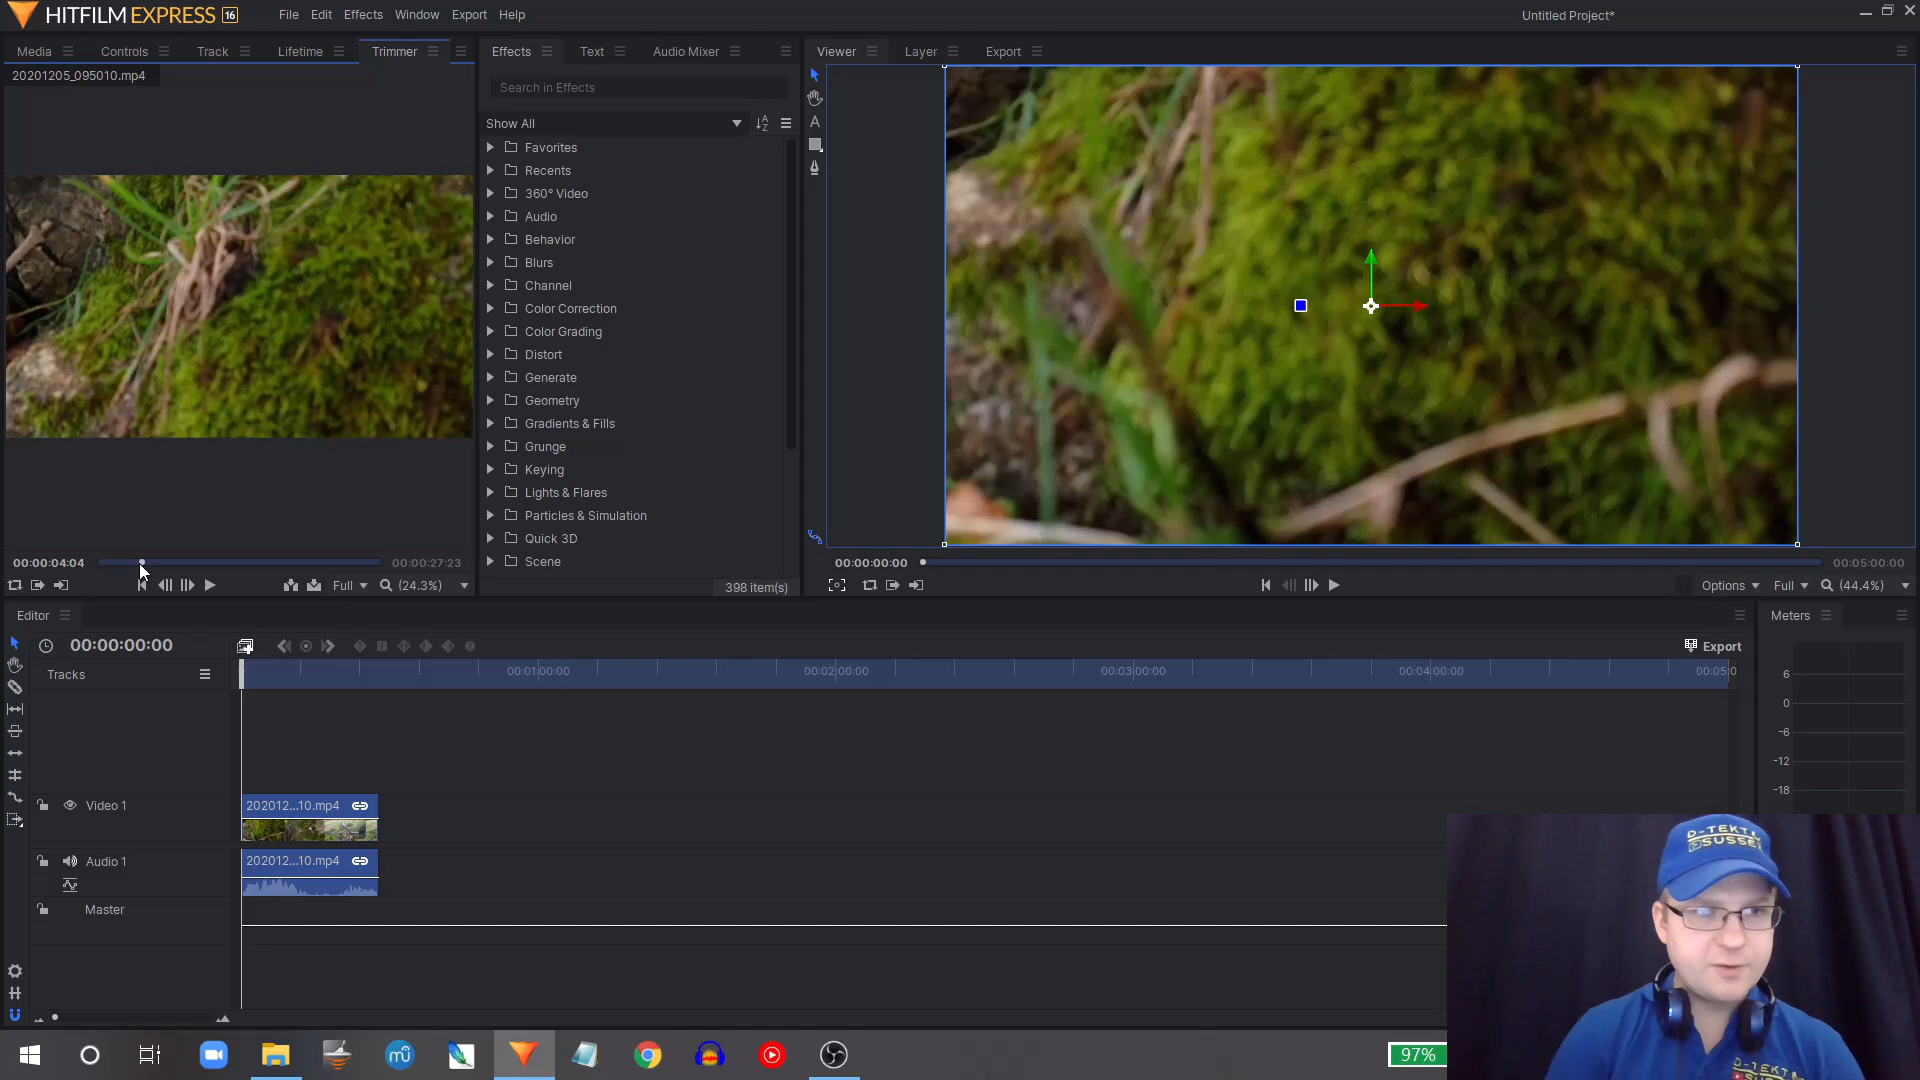 HITFILM EXPRESS 16
File Edit Effects Window Export Help
Untitled Project*
Media Controls Track Lifetime Trimmer
Effects Text Audio Mixer
Viewer Layer Export
20201205_095010.mp4
Search in Effects
Show All
Favorites
Recents
360° Video
Audio
Behavior
Blurs
Channel
Color Correction
Color Grading
Distort
Generate
Geometry
Gradients & Fills
Grunge
Keying
Lights & Flares
Particles & Simulation
Quick 3D
Scene
398 item(s)
00:00:04:04
00:00:27:23
Full (24.3%)
00:00:00:00
00:05:00:00
Options Full (44.4%)
Editor
Meters
00:00:00:00
Export
Tracks
00:01:00:00 00:02:00:00 00:03:00:00 00:04:00:00 00:05:0
6
0
-6
-12
-18
Video 1
202012...10.mp4
Audio 1
202012...10.mp4
Master
D-TEKT
SUSSE
97%
D-TEKT